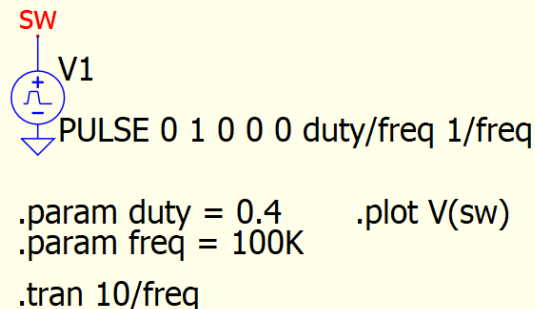 SW
V1
PULSE 0 1 0 0 0 duty/freq 1/freq
.param duty = 0.4
.plot V(sw)
.param freq = 100K
.tran 10/freq